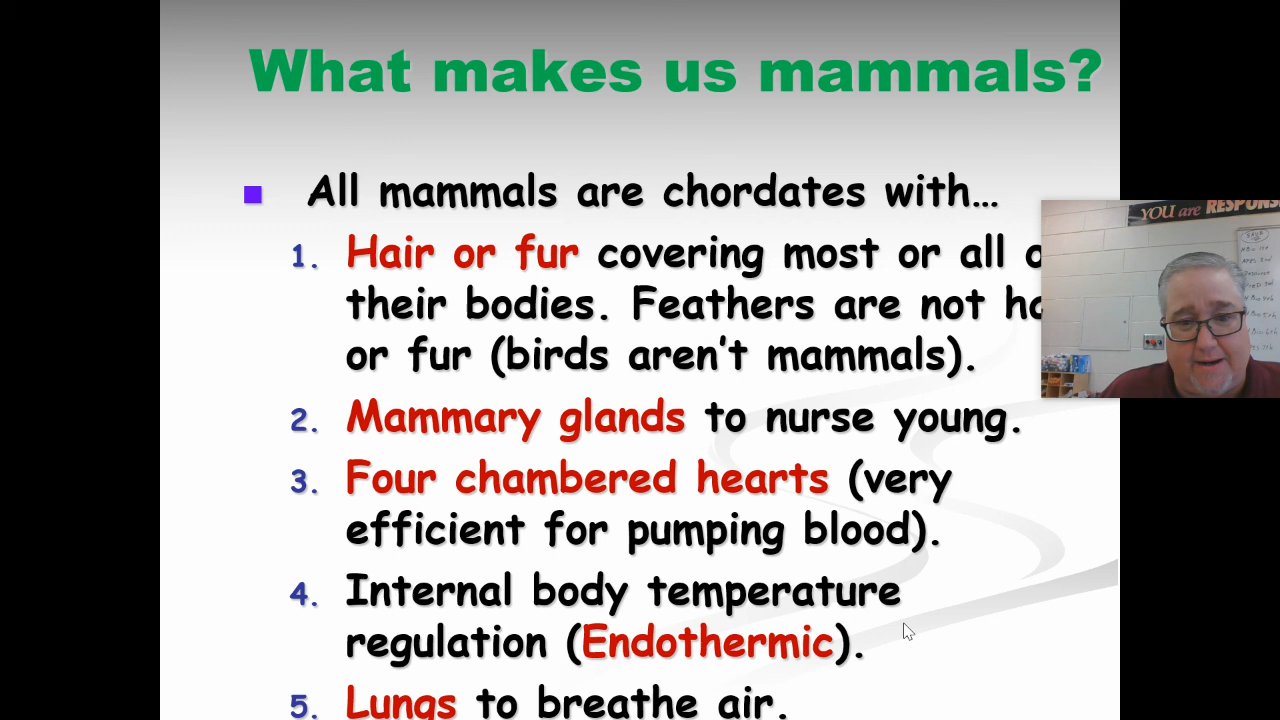 What makes us mammals?
All mammals are chordates with…
1. Hair or fur covering most or all
their bodies. Feathers are not
or fur (birds aren't mammals).
2. Mammary glands to nurse young.
3. Four chambered hearts (very
efficient for pumping blood).
4. Internal body temperature
regulation (Endothermic).
5. Lungs to breathe air.
YOU are RESPONS